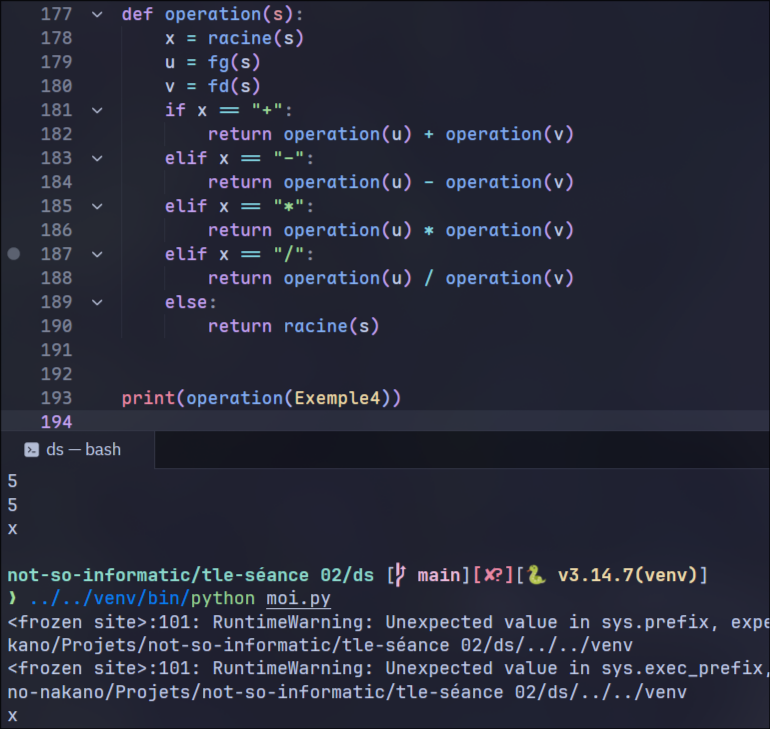 177 def operation(s):
178 x = racine(s)
179 u = fg(s)
180 v = fd(s)
181 if x == "+":
182 return operation(u) + operation(v)
183 elif x == "-":
184 return operation(u) - operation(v)
185 elif x == "*":
186 return operation(u) * operation(v)
187 elif x == "/":
188 return operation(u) / operation(v)
189 else:
190 return racine(s)
191
192
193 print(operation(Exemple4))
194
ds — bash
5
5
x
not-so-informatic/tle-séance 02/ds [ main][✘?][🐍 v3.14.7(venv)]
❯ ../../venv/bin/python moi.py
<frozen site>:101: RuntimeWarning: Unexpected value in sys.prefix, expe
kano/Projets/not-so-informatic/tle-séance 02/ds/../../venv
<frozen site>:101: RuntimeWarning: Unexpected value in sys.exec_prefix,
no-nakano/Projets/not-so-informatic/tle-séance 02/ds/../../venv
x